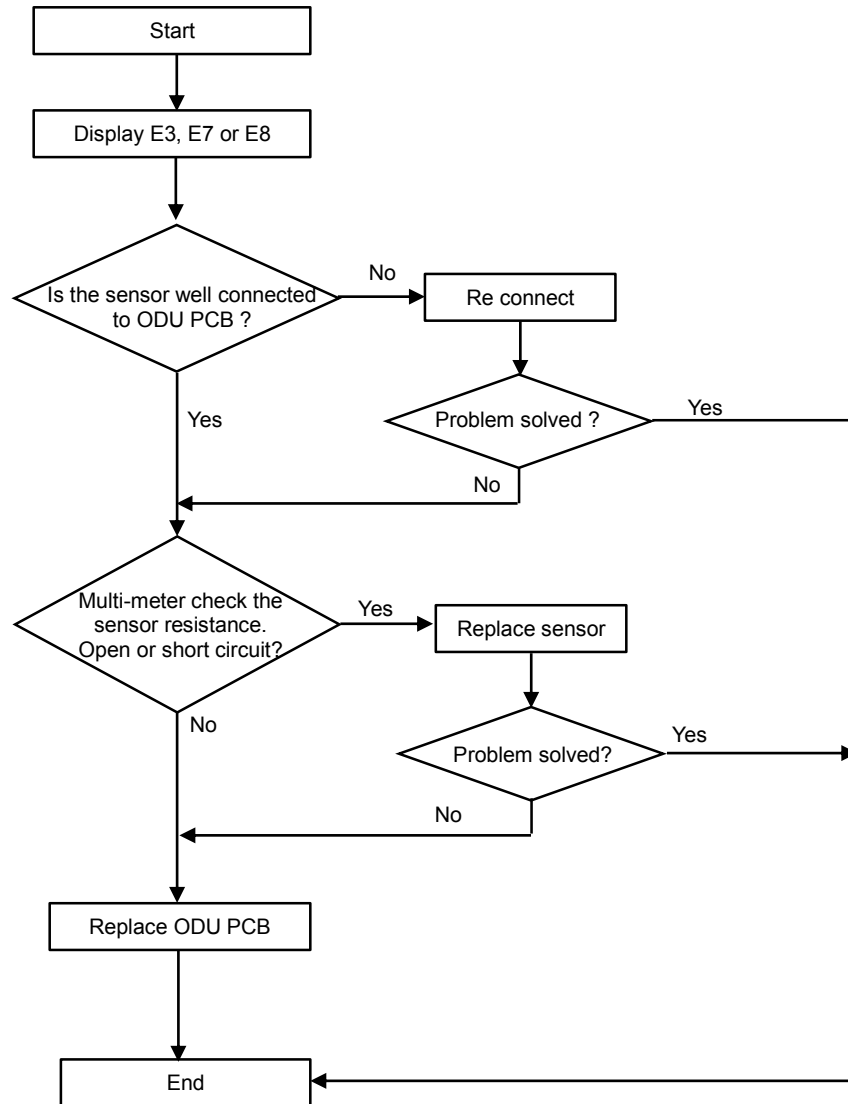 Start
Display E3, E7 or E8
No
Is the sensor well connected
to ODU PCB ?
Re connect
Yes
Problem solved ?
Yes
No
Multi-meter check the
sensor resistance.
Open or short circuit?
Yes
Replace sensor
No
Problem solved?
Yes
No
Replace ODU PCB
End